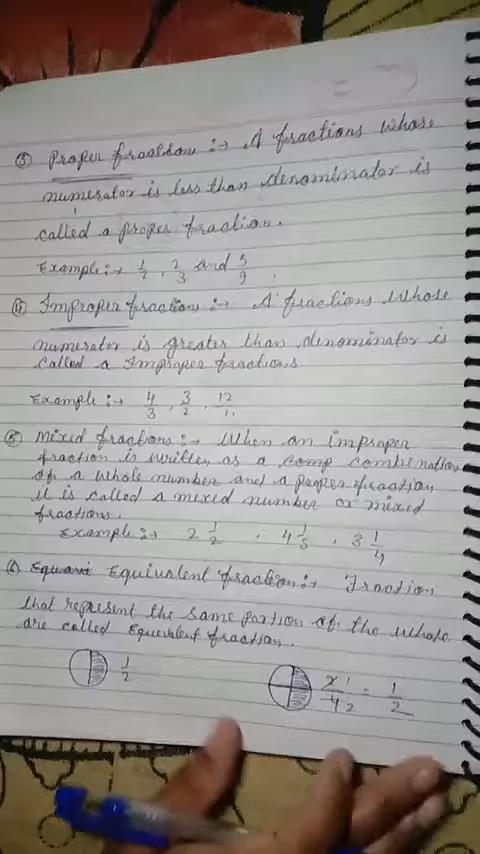 ③ Proper fraction :→ A fractions whose
numerator is less than denominator is
called a proper fraction.
Example :→ 1/2, 2/3 and 5/9.
④ Improper fraction :→ A fractions whose
numerator is greater than denominator is
called a Improper fractions
Example :→ 4/3, 3/2, 12/11
⑤ Mixed fractions :→ When an improper
fraction is written as a comp combination
of a whole number and a proper fraction
it is called a mixed number or mixed
fractions.
Example :→ 2 1/2, 4 1/3, 3 1/4
⑥ Equavi Equivalent fraction :→ Fraction
that represent the same portion of the whole
are called Equivalent fraction.
1/2 2 1/4 2 = 1/2